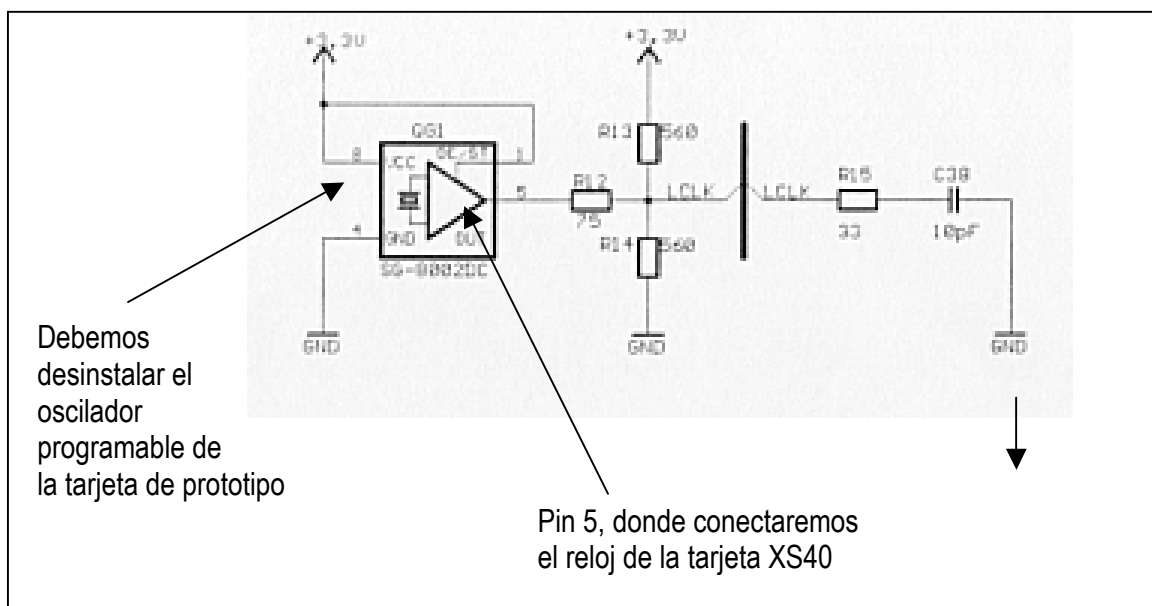 +3,3V
+3,3V
QG1
OE/ST
8
1
VCC
R13
560
5
R12
75
LCLK
LCLK
R15
33
C38
10pF
4
GND
OUT
R14
560
SG-8002DC
GND
GND
GND
Debemos
desinstalar el
oscilador
programable de
la tarjeta de prototipo
Pin 5, donde conectaremos
el reloj de la tarjeta XS40